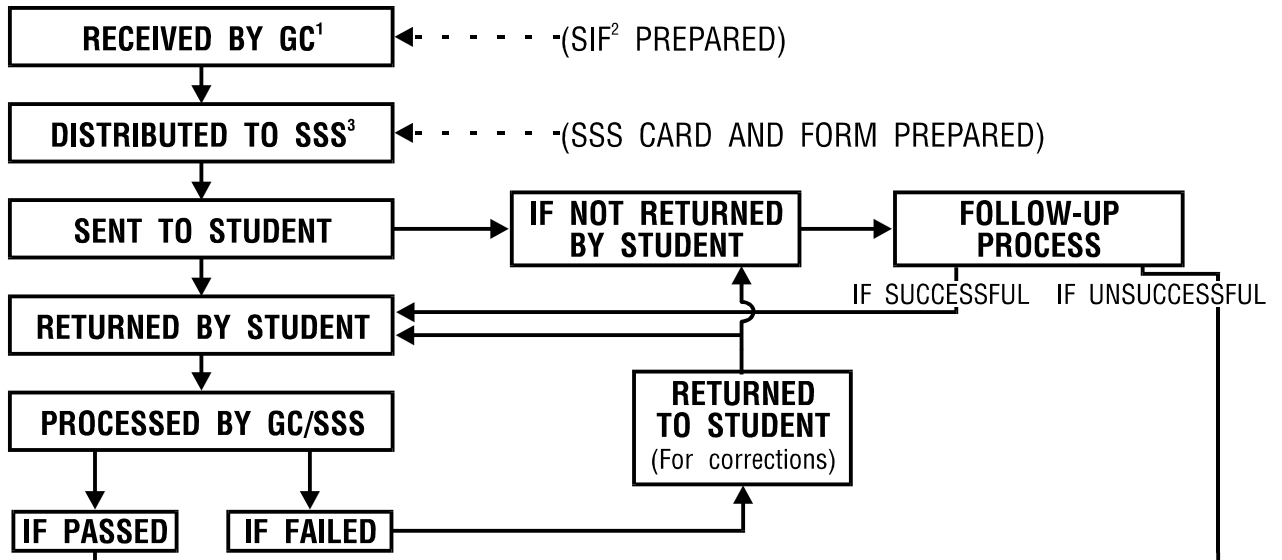 RECEIVED BY GC¹
(SIF² PREPARED)
DISTRIBUTED TO SSS³
(SSS CARD AND FORM PREPARED)
SENT TO STUDENT
IF NOT RETURNED
BY STUDENT
FOLLOW-UP
PROCESS
IF SUCCESSFUL
IF UNSUCCESSFUL
RETURNED BY STUDENT
RETURNED
TO STUDENT
(For corrections)
PROCESSED BY GC/SSS
IF PASSED
IF FAILED